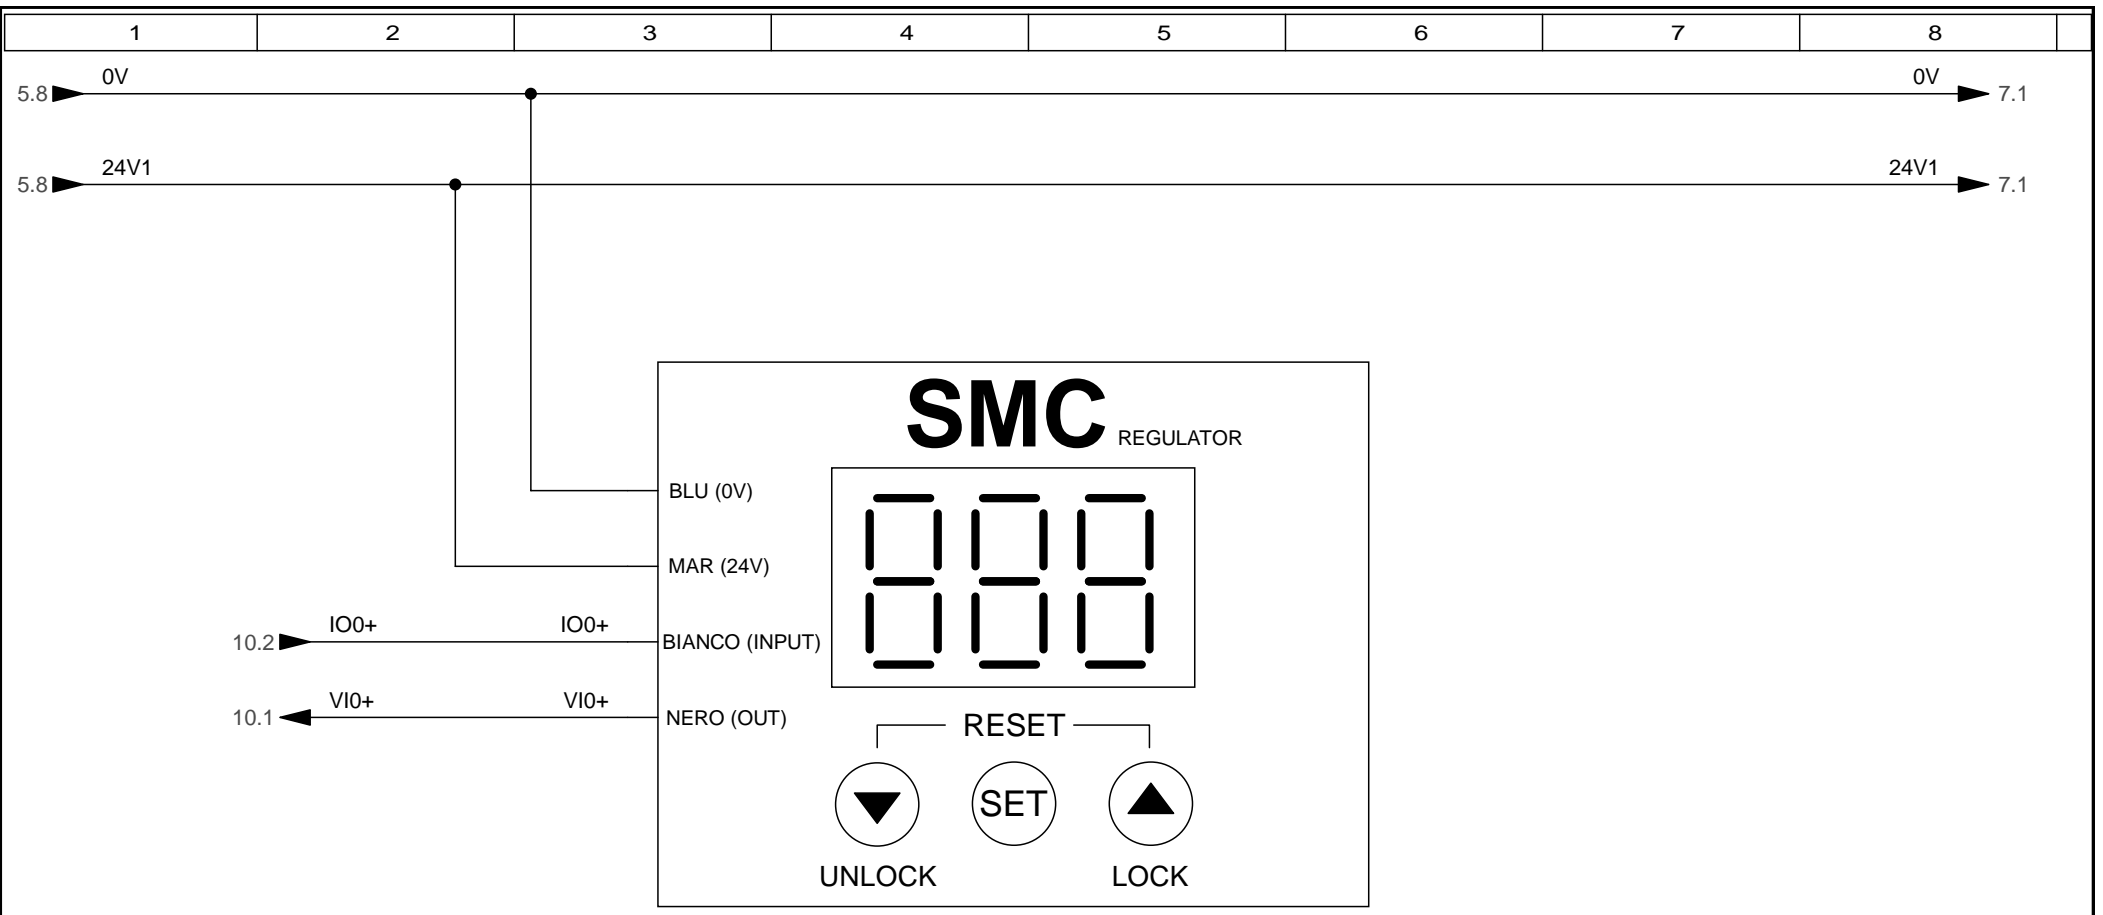 1 2 3 4 5 6 7 8
0V 0V
5.8 7.1
24V1 24V1
5.8 7.1
SMC REGULATOR
BLU (0V)
MAR (24V)
IO0+ IO0+
10.2 BIANCO (INPUT)
VI0+ VI0+
10.1 NERO (OUT)
RESET
SET
UNLOCK LOCK